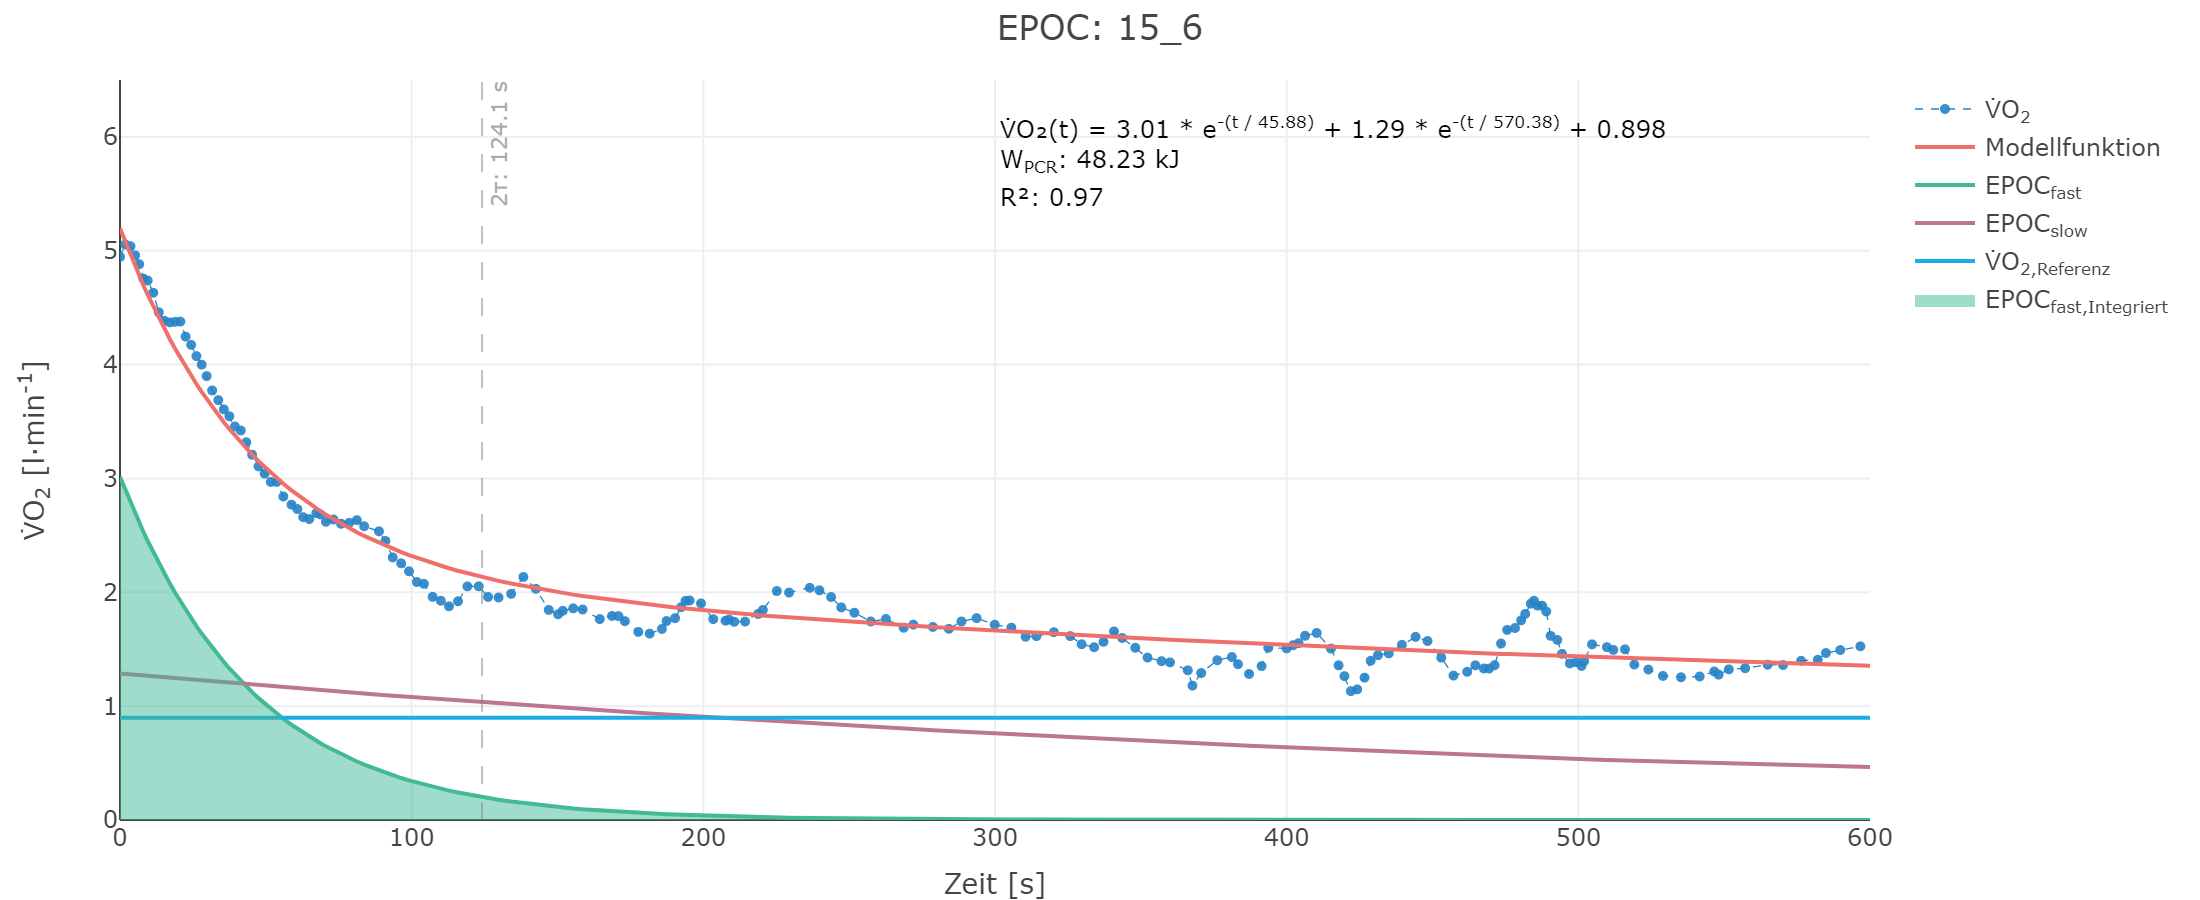 EPOC: 15_6
V̇O₂(t) = 3.01 * e⁻⁽ᵗ ᐟ ⁴⁵·⁸⁸⁾ + 1.29 * e⁻⁽ᵗ ᐟ ⁵⁷⁰·³⁸⁾ + 0.898
W_PCR: 48.23 kJ
R²: 0.97
2τ: 124.1 s
V̇O₂ [l·min⁻¹]
6
5
4
3
2
1
0
0 100 200 300 400 500 600
Zeit [s]
V̇O₂
Modellfunktion
EPOC_fast
EPOC_slow
V̇O₂,Referenz
EPOC_fast,Integriert